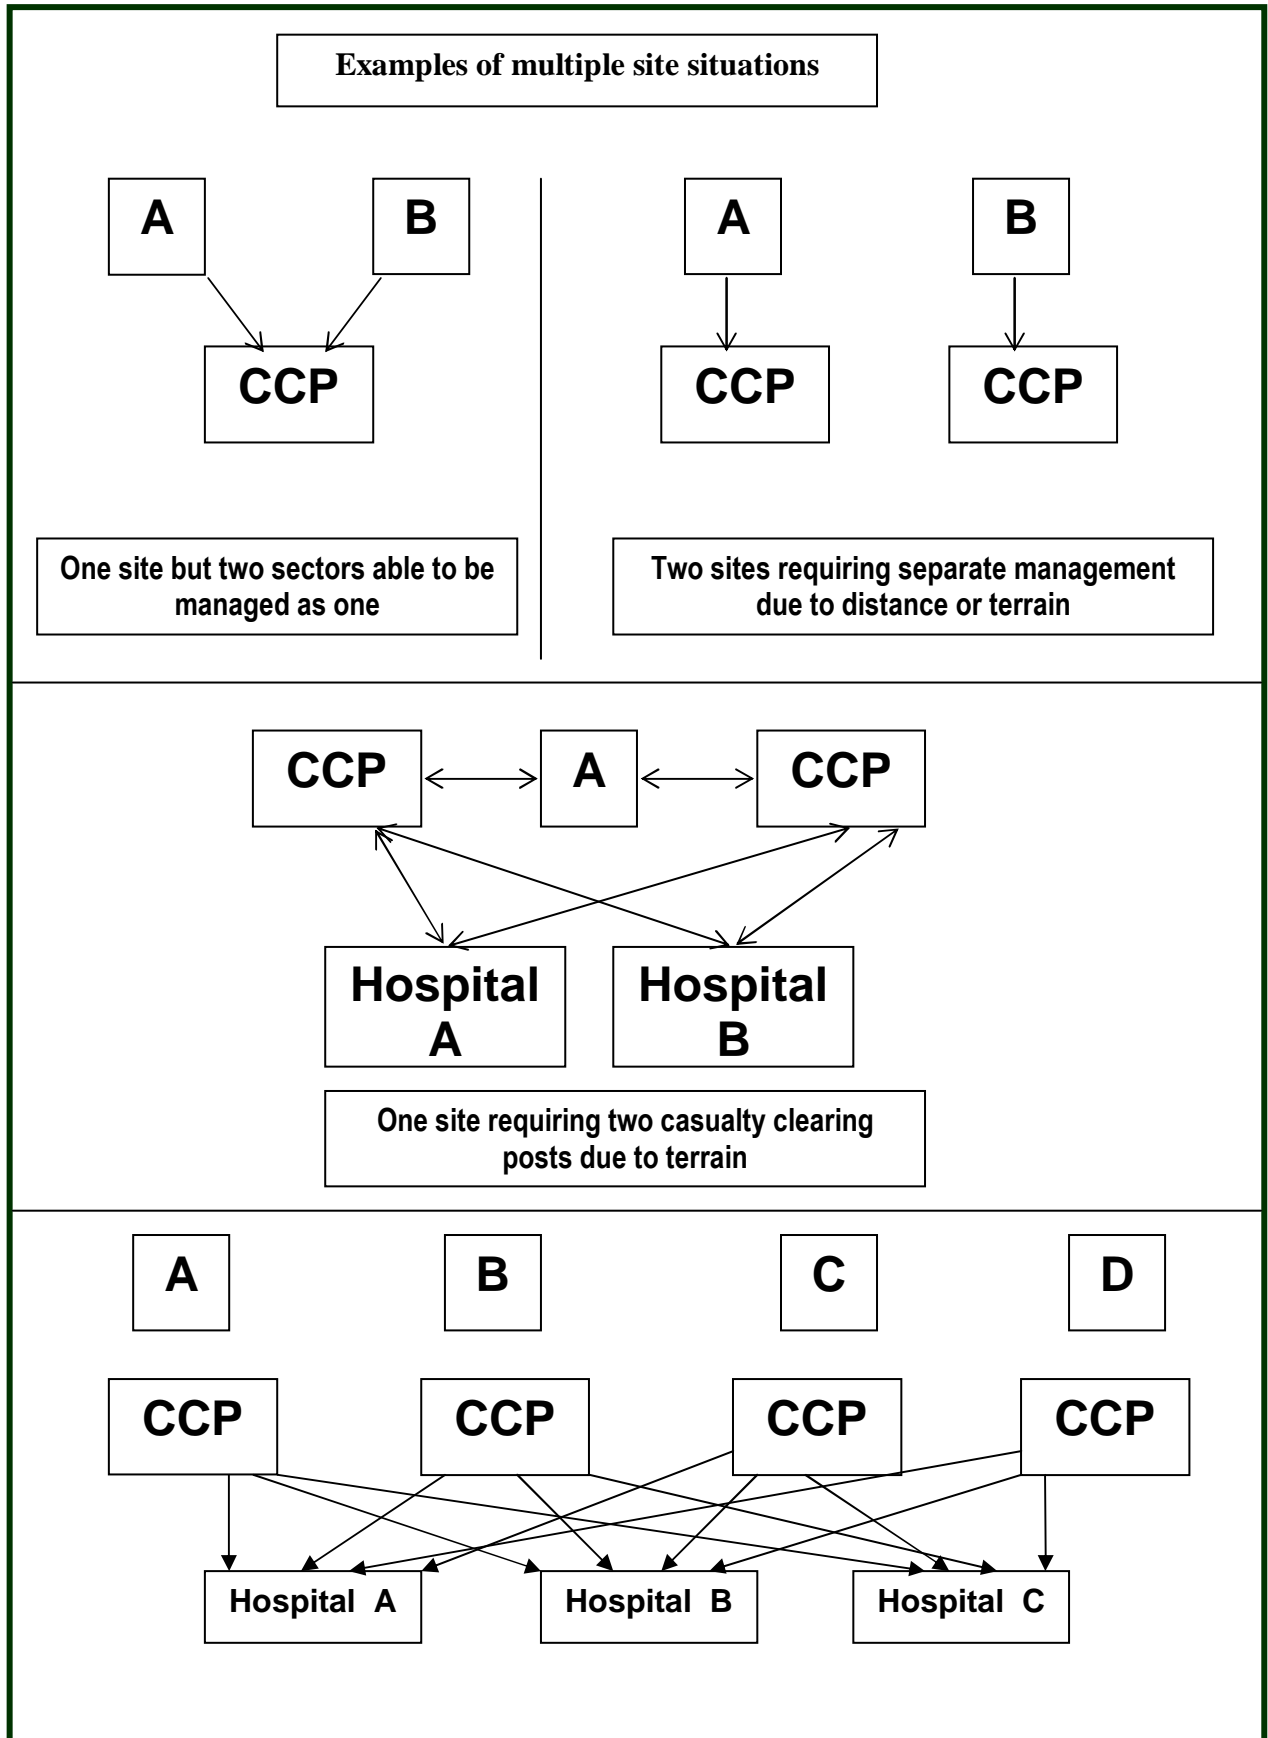 Examples of multiple site situations
A
B
CCP
One site but two sectors able to be
managed as one
A
B
CCP
CCP
Two sites requiring separate management
due to distance or terrain
CCP
A
CCP
Hospital
A
Hospital
B
One site requiring two casualty clearing
posts due to terrain
A
B
C
D
CCP
CCP
CCP
CCP
Hospital A
Hospital B
Hospital C